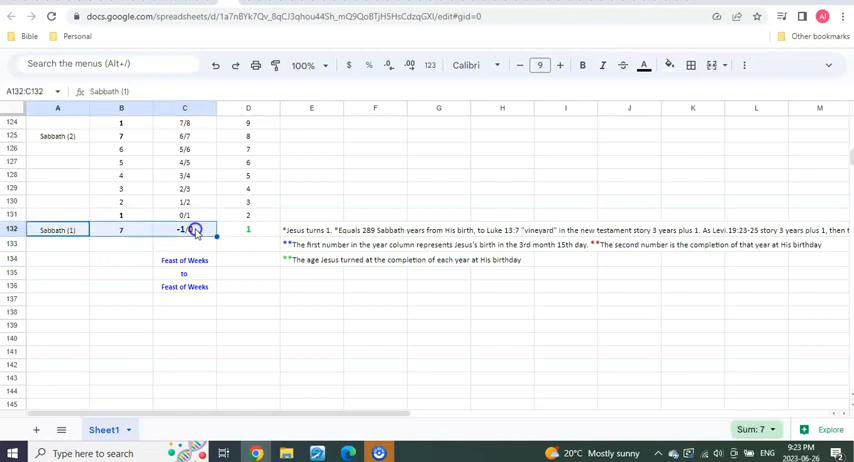 docs.google.com/spreadsheets/d/1a7nBYk7Qv_8qCJ3qhou44Sh_mQ9QoBTjH5HsCdzqGXI/edit#gid=0
AI
Bible Personal Other bookmarks
Search the menus (Alt+/) 100% $ % .0 .00 123 Calibri − 9 + B I A
A132:C132 fx Sabbath (1)
A B C D E F G H I J K L M
124 1 7/8 9
125 Sabbath (2) 7 6/7 8
126 6 5/6 7
127 5 4/5 6
128 4 3/4 5
129 3 2/3 4
130 2 1/2 3
131 1 0/1 2
132 Sabbath (1) 7 -1/0 1 *Jesus turns 1. *Equals 289 Sabbath years from His birth, to Luke 13:7 "vineyard" in the new testament story 3 years plus 1. As Levi.19:23-25 story 3 years plus 1, then t
133 **The first number in the year column represents Jesus's birth in the 3rd month 15th day. **The second number is the completion of that year at His birthday
134 Feast of Weeks **The age Jesus turned at the completion of each year at His birthday
135 to
136 Feast of Weeks
137
138
139
140
141
142
143
144
145
+ Sheet1 Sum: 7 Explore
Type here to search 20°C Mostly sunny ENG 9:23 PM
2023-06-26 2